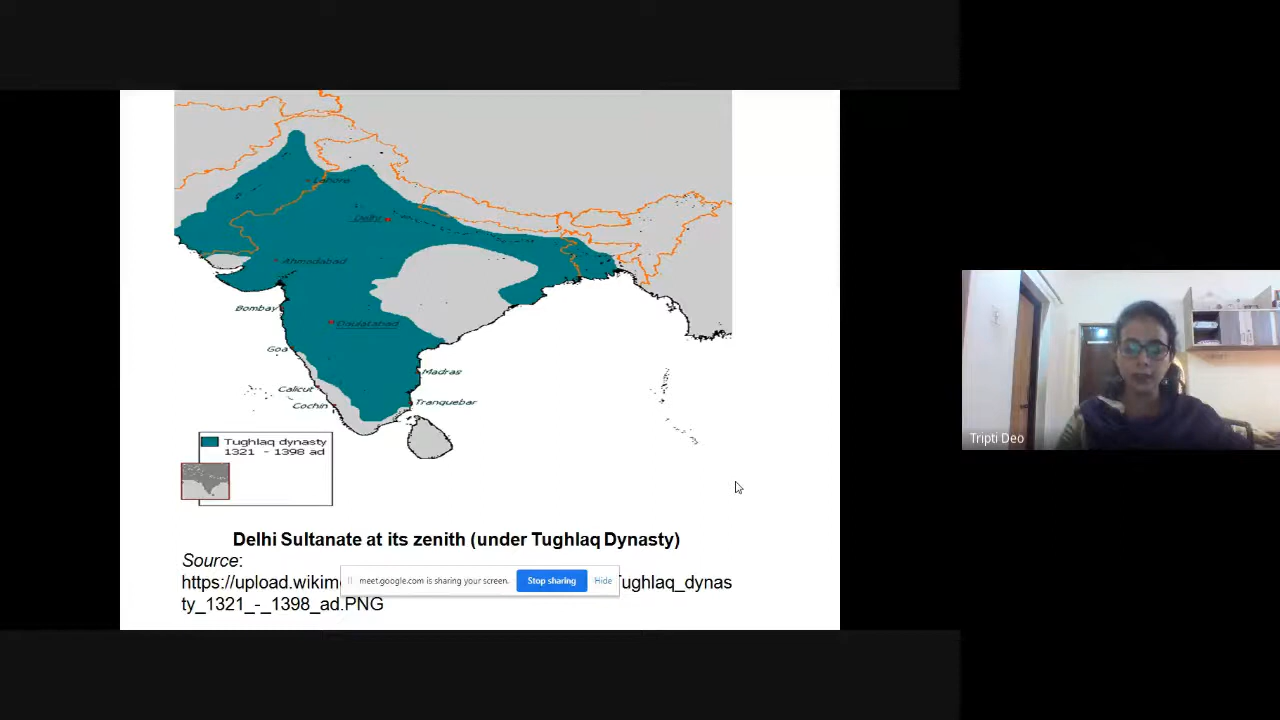 Lahore
Delhi
Ahmadabad
Bombay
Daulatabad
Goa
Madras
Calicut
Tranquebar
Cochin
Tughlaq dynasty
1321 - 1398 ad
Delhi Sultanate at its zenith (under Tughlaq Dynasty)
Source:
https://upload.wikim
ughlaq_dynas
ty_1321_-_1398_ad.PNG
meet.google.com is sharing your screen.
Stop sharing
Hide
Tripti Deo